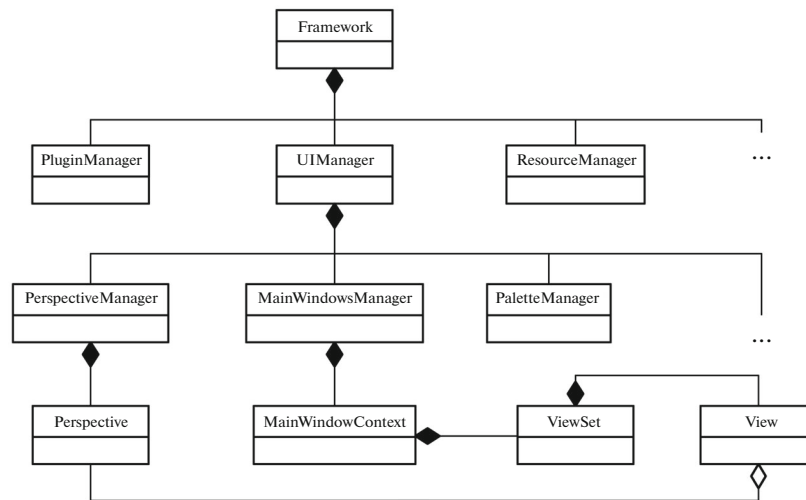 Framework
PluginManager
UIManager
ResourceManager
...
PerspectiveManager
MainWindowsManager
PaletteManager
...
Perspective
MainWindowContext
ViewSet
View